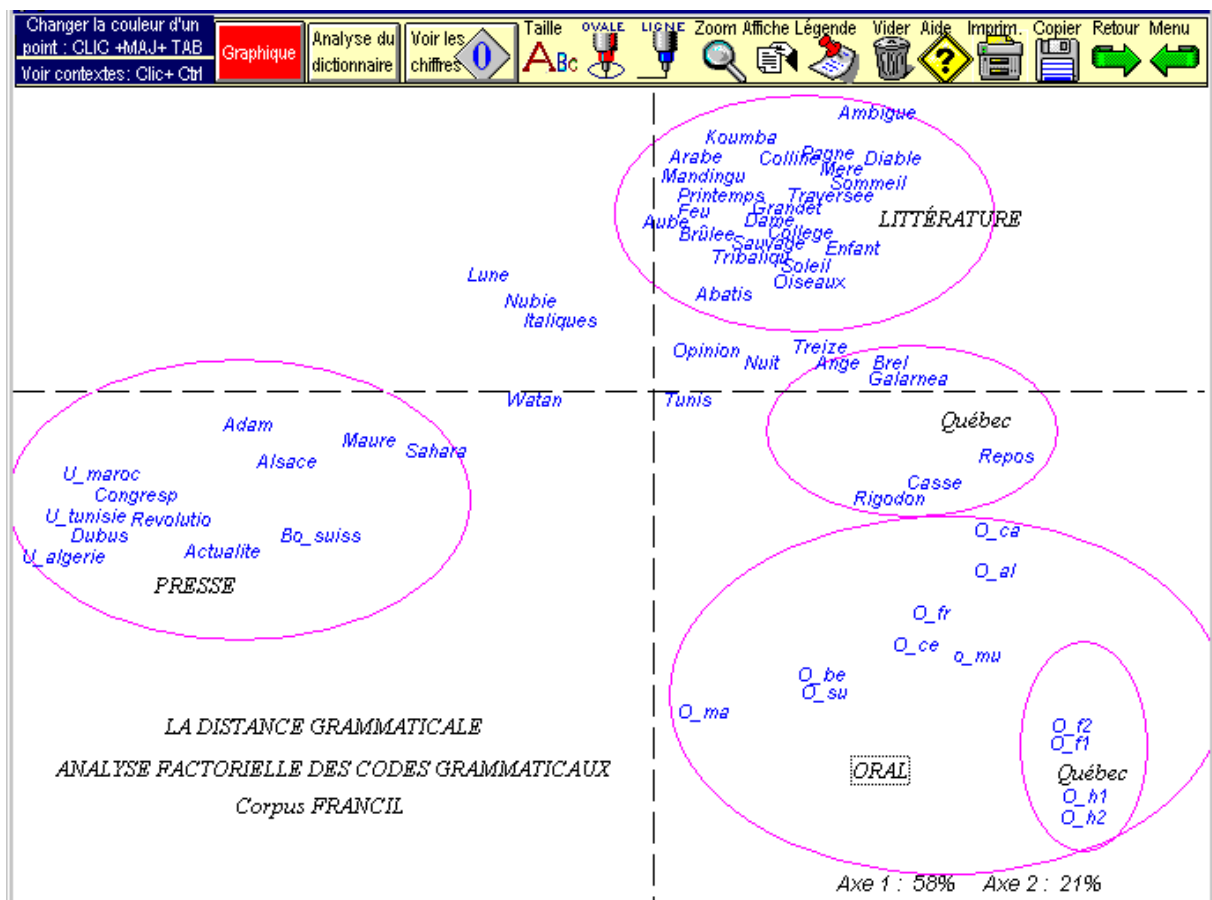 Changer la couleur d'un
point : CLIC +MAJ+ TAB
Voir contextes: Clic+ Ctrl
Graphique
Analyse du
dictionnaire
Voir les
chiffres
0
Taille
ABc
OVALE
LIGNE
Zoom
Affiche
Légende
Vider
Aide
?
Imprim.
Copier
Retour
Menu
Ambigue
Koumba
Arabe
Colline
Pagne
Diable
Mere
Mandingu
Sommeil
Printemps
Traversee
Feu
Grandet
Aube
Dame
LITTÉRATURE
Brûlee
College
Sauvage
Enfant
Tribaliqu
Soleil
Oiseaux
Abatis
Lune
Nubie
Italiques
Opinion
Nuit
Treize
Ange
Brel
Galarnea
Watan
Tunis
Québec
Adam
Maure
Sahara
Alsace
Repos
U_maroc
Congresp
Casse
Rigodon
U_tunisie
Revolutio
Dubus
Bo_suiss
U_algerie
Actualite
PRESSE
O_ca
O_al
O_fr
O_ce
o_mu
O_be
O_su
O_ma
O_f2
O_f1
LA DISTANCE GRAMMATICALE
ANALYSE FACTORIELLE DES CODES GRAMMATICAUX
Corpus FRANCIL
ORAL
Québec
O_h1
O_h2
Axe 1 : 58% Axe 2 : 21%